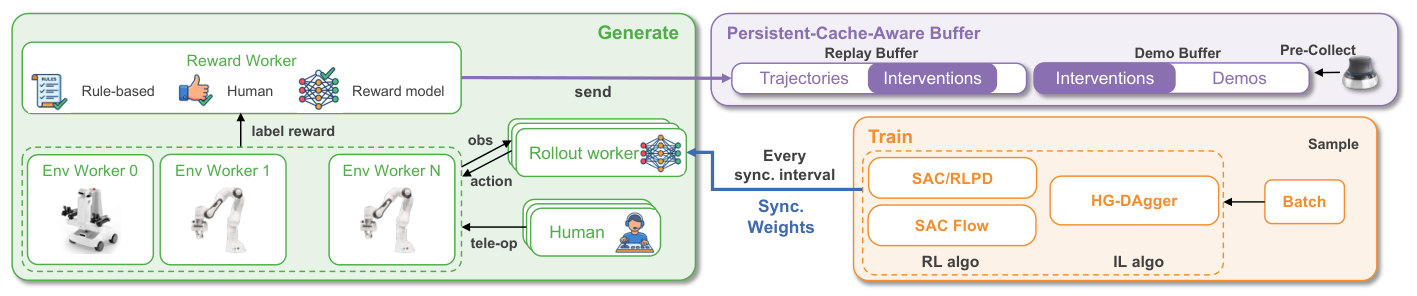 Generate
Reward Worker
RULES
Rule-based
Human
Reward model
label reward
Env Worker 0
Env Worker 1
Env Worker N
obs
action
Rollout worker
tele-op
Human
send
Persistent-Cache-Aware Buffer
Replay Buffer
Demo Buffer
Pre-Collect
Trajectories
Interventions
Interventions
Demos
Every
sync. interval
Sync.
Weights
Train
Sample
SAC/RLPD
SAC Flow
HG-DAgger
Batch
RL algo
IL algo